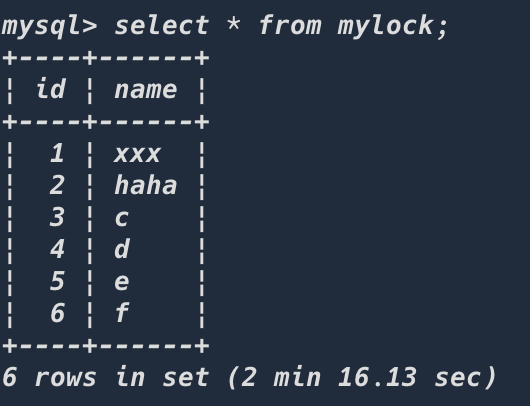 mysql> select * from mylock;
+----+------+
| id | name |
+----+------+
|  1 | xxx  |
|  2 | haha |
|  3 | c    |
|  4 | d    |
|  5 | e    |
|  6 | f    |
+----+------+
6 rows in set (2 min 16.13 sec)